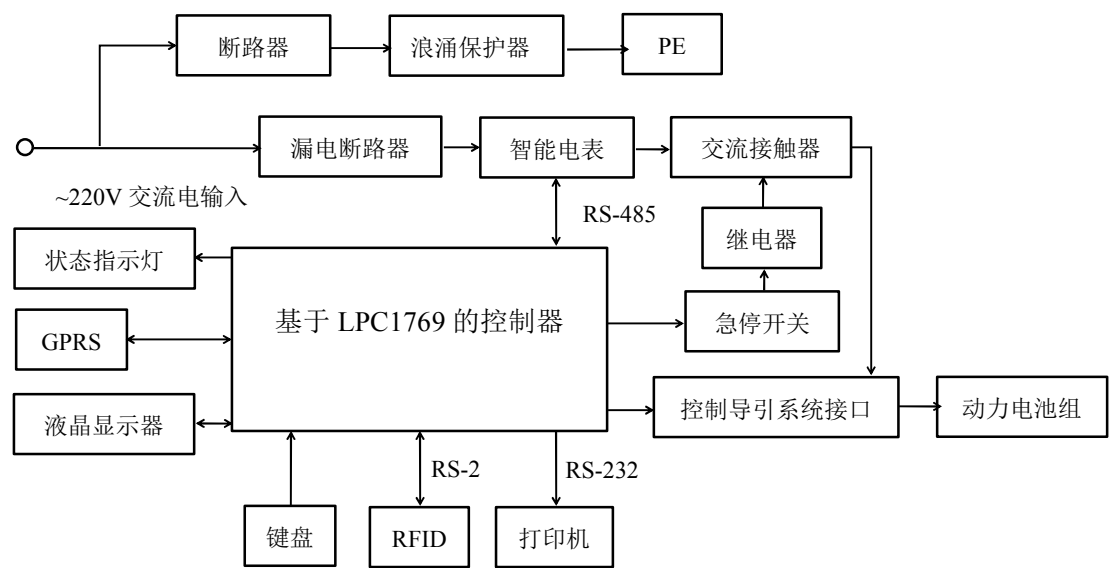 断路器
浪涌保护器
PE
漏电断路器
智能电表
交流接触器
~220V 交流电输入
RS-485
继电器
状态指示灯
基于 LPC1769 的控制器
急停开关
GPRS
控制导引系统接口
动力电池组
液晶显示器
RS-2
RS-232
键盘
RFID
打印机